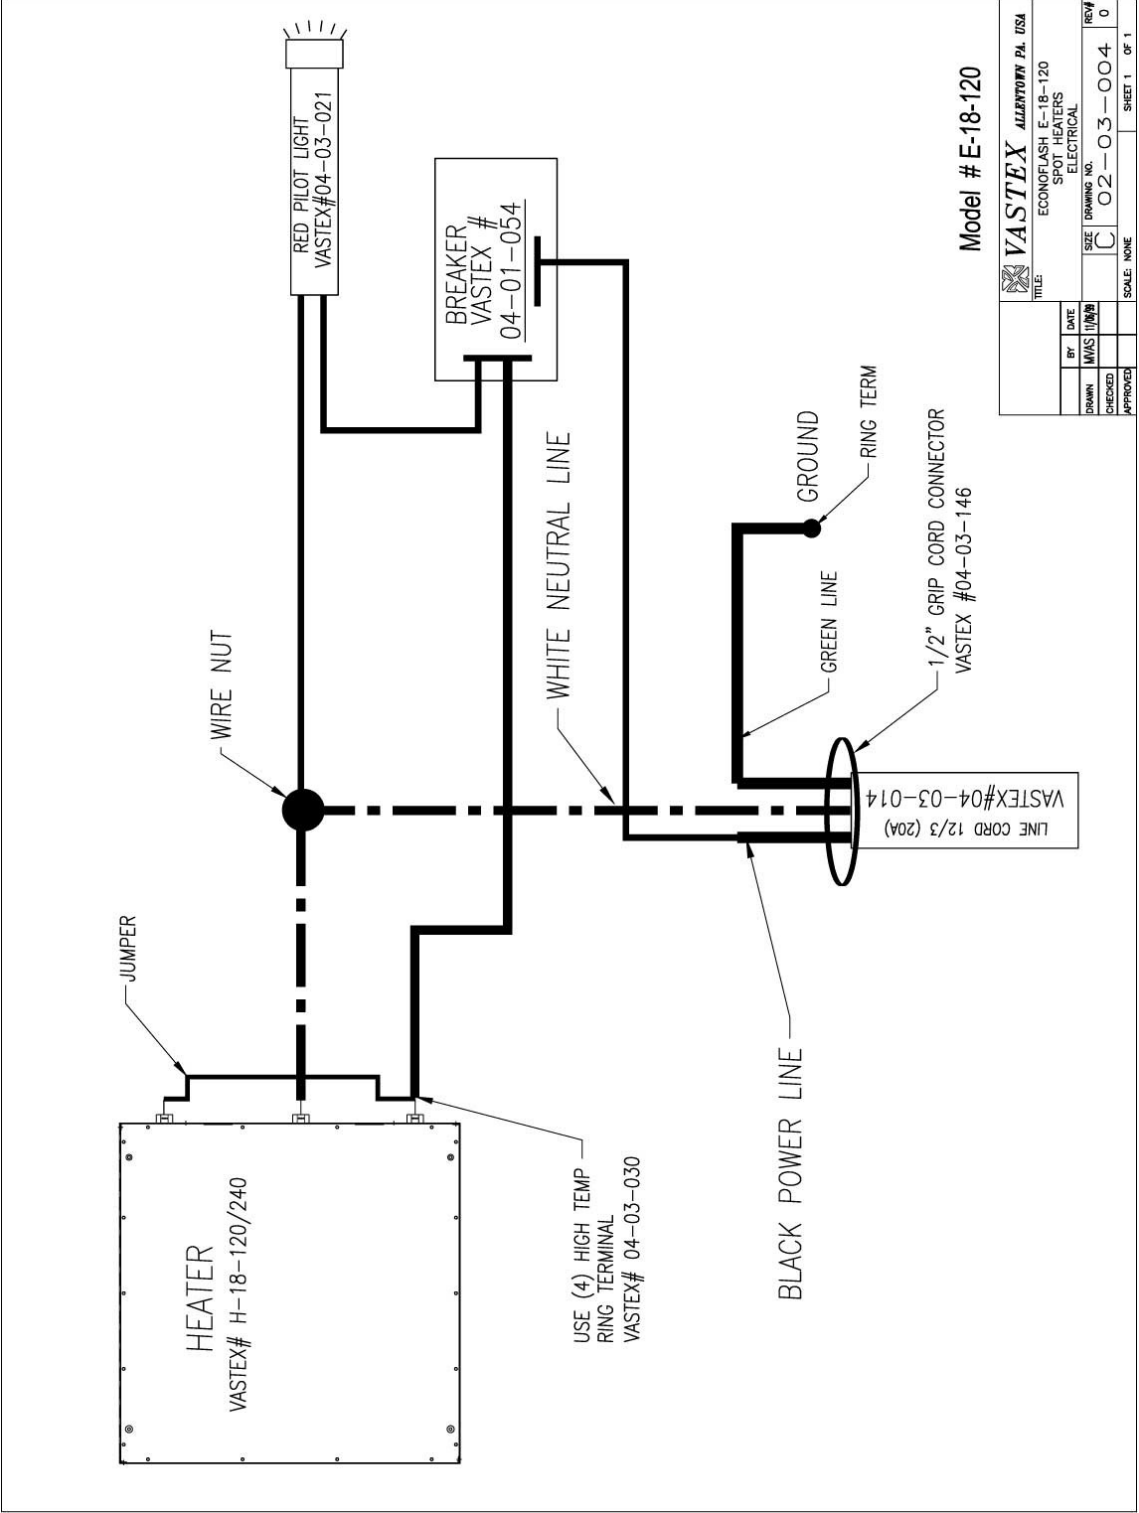 HEATER
VASTEX# H-18-120/240
JUMPER
WIRE NUT
RED PILOT LIGHT
VASTEX#04-03-021
BREAKER
VASTEX #
04-01-054
USE (4) HIGH TEMP
RING TERMINAL
VASTEX# 04-03-030
WHITE NEUTRAL LINE
BLACK POWER LINE
GREEN LINE
GROUND
RING TERM
LINE CORD 12/3 (20A)
VASTEX#04-03-014
1/2" GRIP CORD CONNECTOR
VASTEX #04-03-146
Model # E-18-120
VASTEX ALLENTOWN PA. USA
TITLE:
ECONOFLASH E-18-120
SPOT HEATERS
ELECTRICAL
BY DATE
DRAWN MVAS 11/06/99
CHECKED
APPROVED
SIZE C
DRAWING NO. 02-03-004
REV# 0
SCALE: NONE
SHEET 1 OF 1